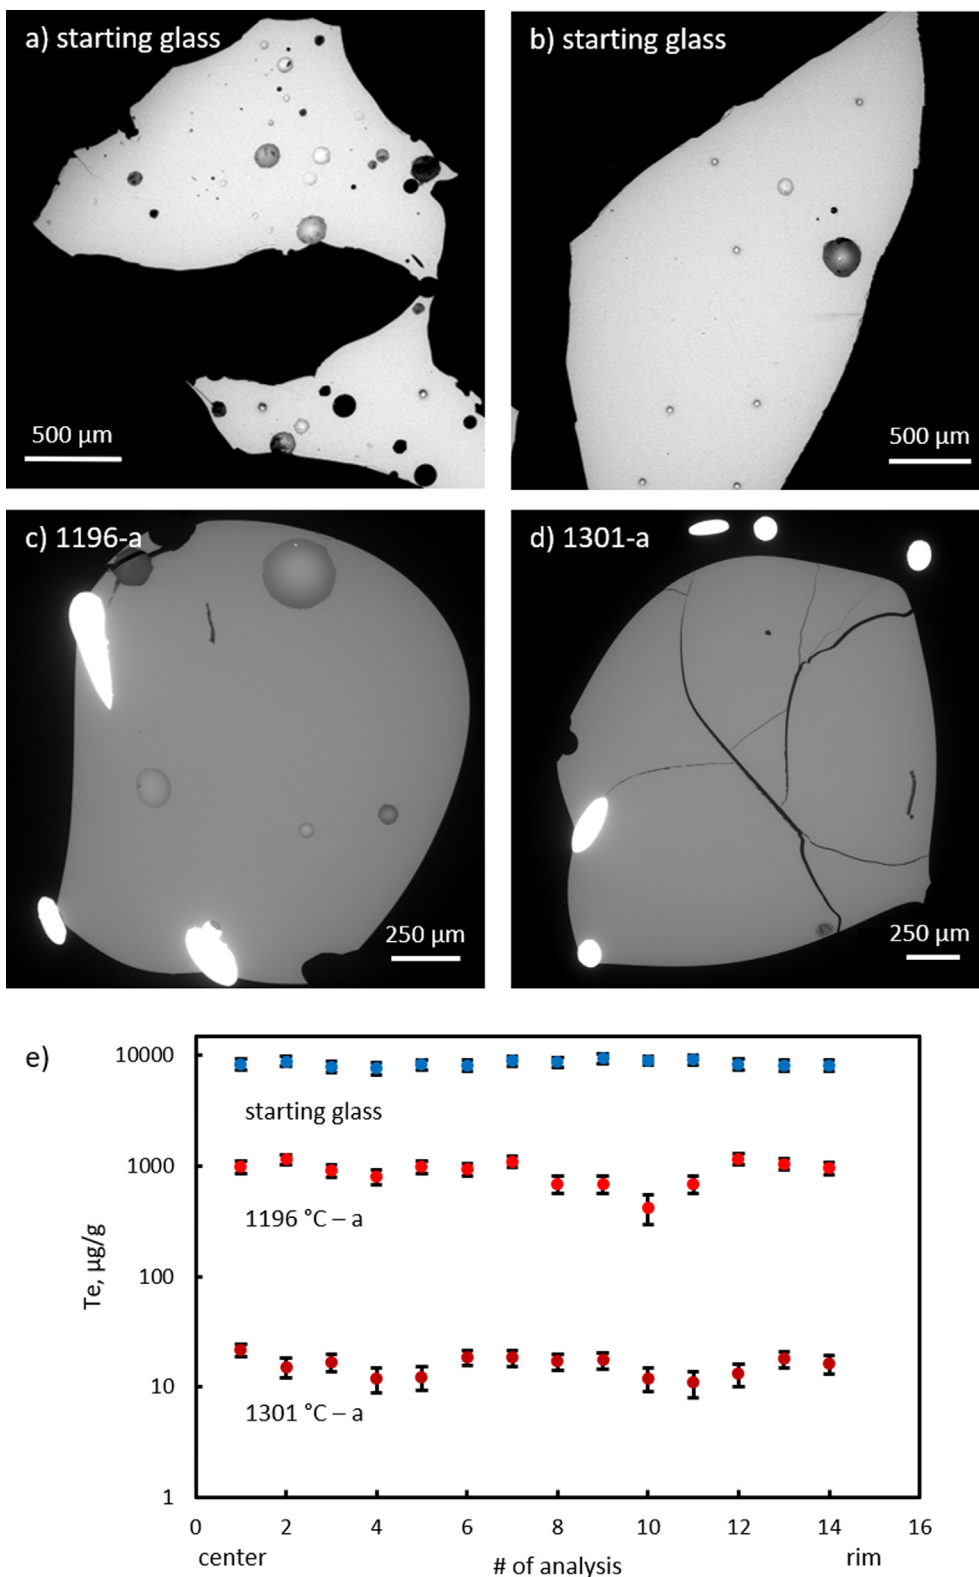 a) starting glass
b) starting glass
500 µm
500 µm
c) 1196-a
d) 1301-a
250 µm
250 µm
e)
10000
starting glass
1000
1196 °C – a
Te, µg/g
100
10
1301 °C – a
1
0 2 4 6 8 10 12 14 16
center # of analysis rim